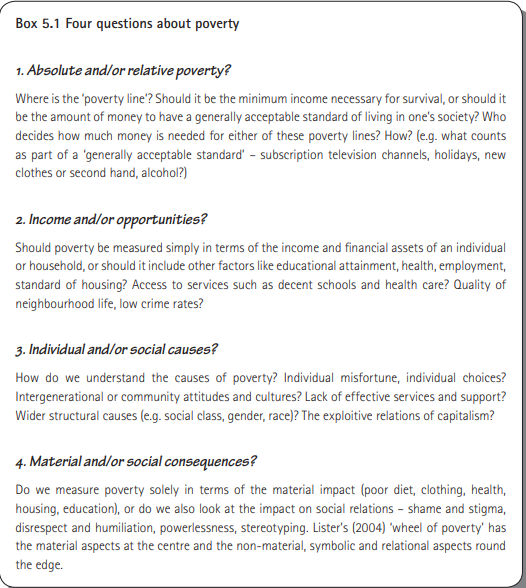 Box 5.1 Four questions about poverty
1. Absolute and/or relative poverty?
Where is the ‘poverty line’? Should it be the minimum income necessary for survival, or should it
be the amount of money to have a generally acceptable standard of living in one’s society? Who
decides how much money is needed for either of these poverty lines? How? (e.g. what counts
as part of a ‘generally acceptable standard’ – subscription television channels, holidays, new
clothes or second hand, alcohol?)
2. Income and/or opportunities?
Should poverty be measured simply in terms of the income and financial assets of an individual
or household, or should it include other factors like educational attainment, health, employment,
standard of housing? Access to services such as decent schools and health care? Quality of
neighbourhood life, low crime rates?
3. Individual and/or social causes?
How do we understand the causes of poverty? Individual misfortune, individual choices?
Intergenerational or community attitudes and cultures? Lack of effective services and support?
Wider structural causes (e.g. social class, gender, race)? The exploitive relations of capitalism?
4. Material and/or social consequences?
Do we measure poverty solely in terms of the material impact (poor diet, clothing, health,
housing, education), or do we also look at the impact on social relations – shame and stigma,
disrespect and humiliation, powerlessness, stereotyping. Lister’s (2004) ‘wheel of poverty’ has
the material aspects at the centre and the non-material, symbolic and relational aspects round
the edge.